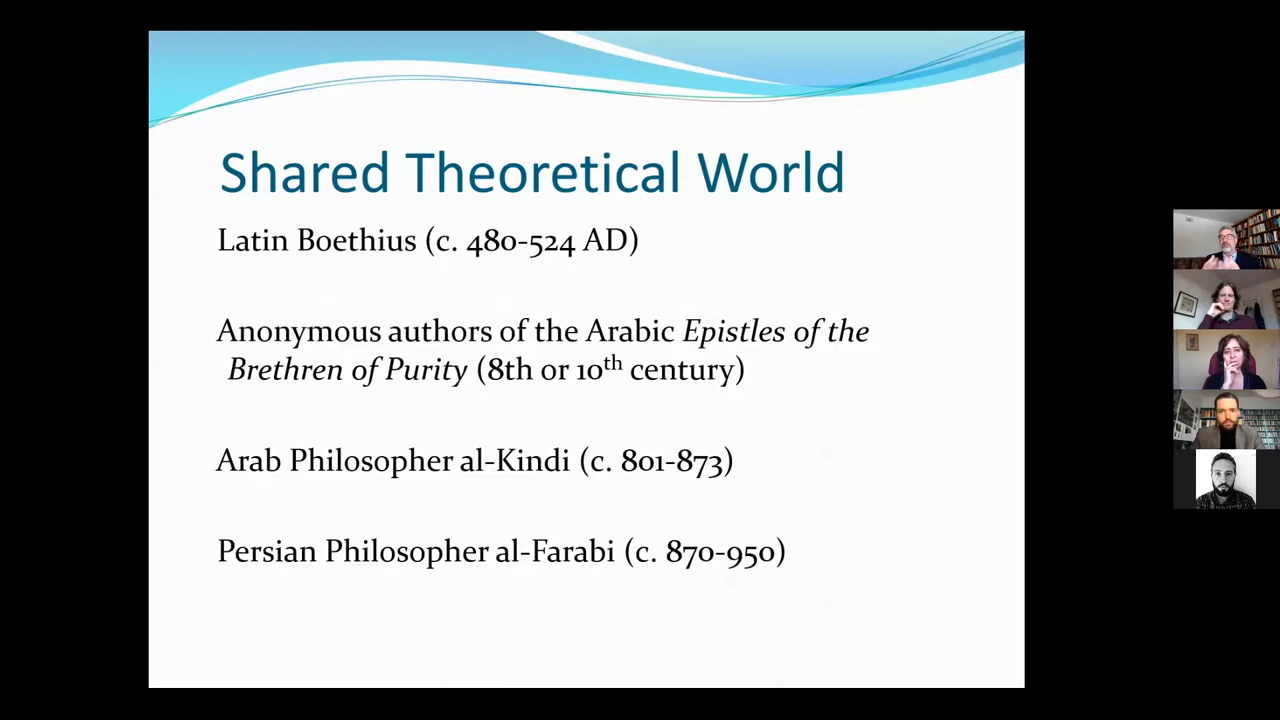 Shared Theoretical World
Latin Boethius (c. 480-524 AD)
Anonymous authors of the Arabic Epistles of the
Brethren of Purity (8th or 10th century)
Arab Philosopher al-Kindi (c. 801-873)
Persian Philosopher al-Farabi (c. 870-950)